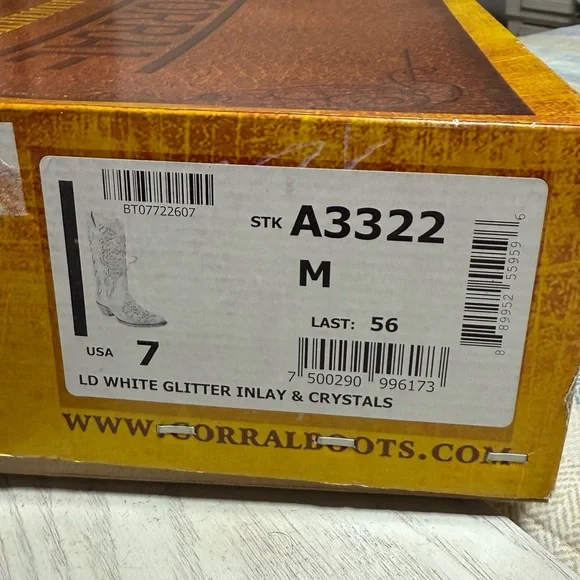 CORRAL
BT07722607
STK A3322
M
LAST: 56
USA 7
7 500290 996173
8 89952 55959 6
LD WHITE GLITTER INLAY & CRYSTALS
WWW.CORRALBOOTS.COM